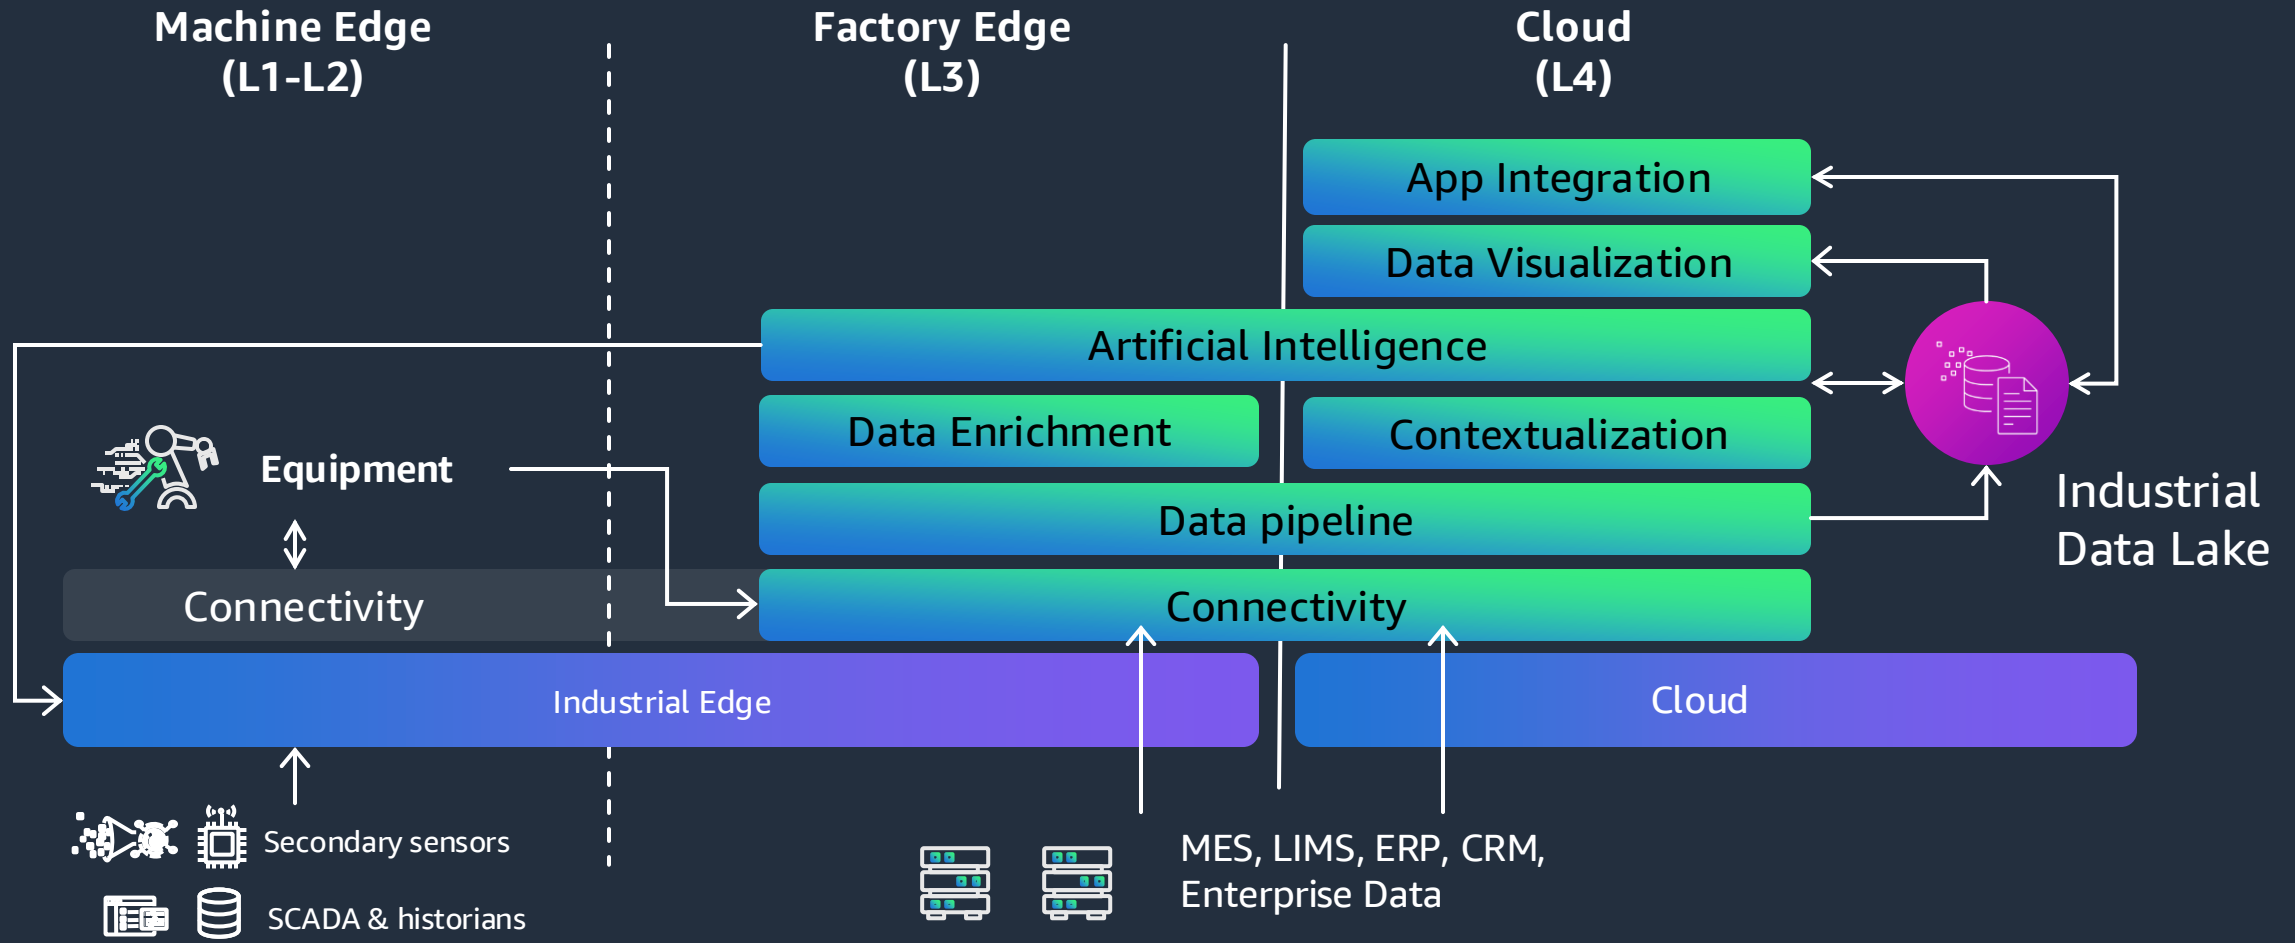 Machine Edge
(L1-L2)
Factory Edge
(L3)
Cloud
(L4)
App Integration
Data Visualization
Artificial Intelligence
Data Enrichment
Contextualization
Equipment
Industrial
Data Lake
Data pipeline
Connectivity
Connectivity
Industrial Edge
Cloud
Secondary sensors
SCADA & historians
MES, LIMS, ERP, CRM,
Enterprise Data